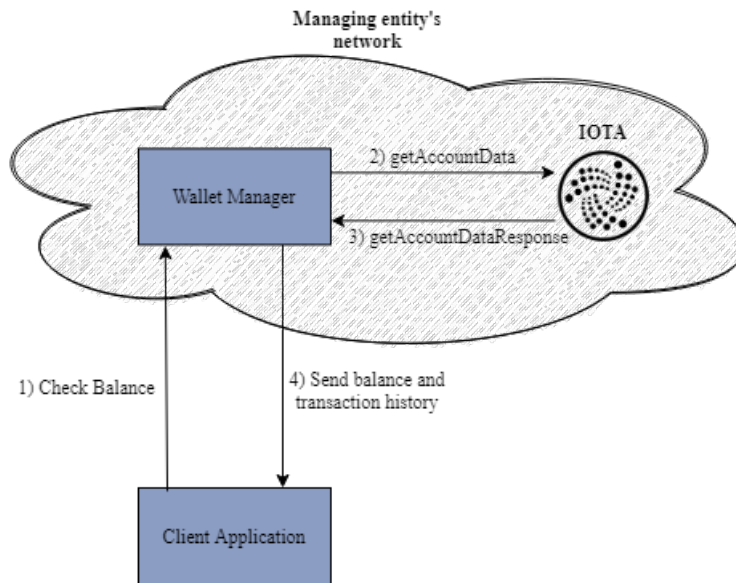 Managing entity's
network
IOTA
2) getAccountData
Wallet Manager
3) getAccountDataResponse
1) Check Balance
4) Send balance and
transaction history
Client Application